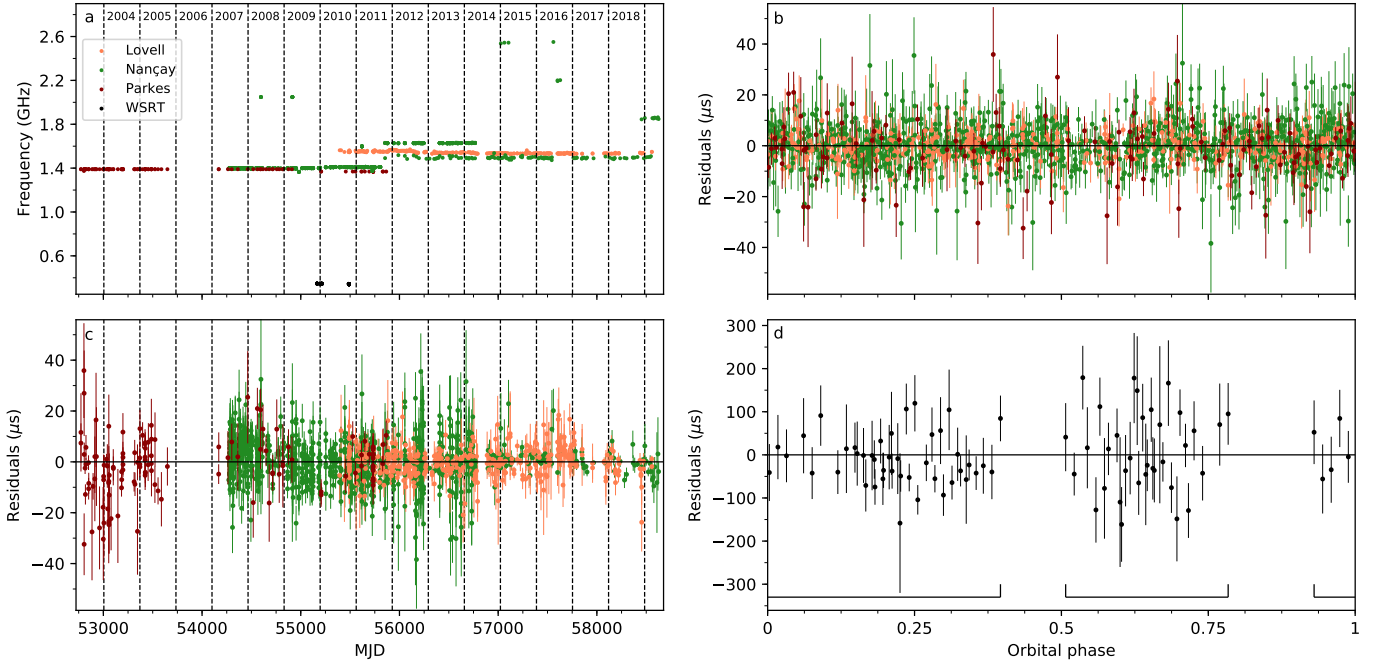 a
2004 2005 2006 2007 2008 2009 2010 2011 2012 2013 2014 2015 2016 2017 2018
Lovell
Nançay
Parkes
WSRT
2.6
2.2
1.8
1.4
1.0
0.6
Frequency (GHz)
b
40
20
0
−20
−40
Residuals (μs)
c
40
20
0
−20
−40
Residuals (μs)
53000 54000 55000 56000 57000 58000
MJD
d
300
200
100
0
−100
−200
−300
Residuals (μs)
0 0.25 0.5 0.75 1
Orbital phase